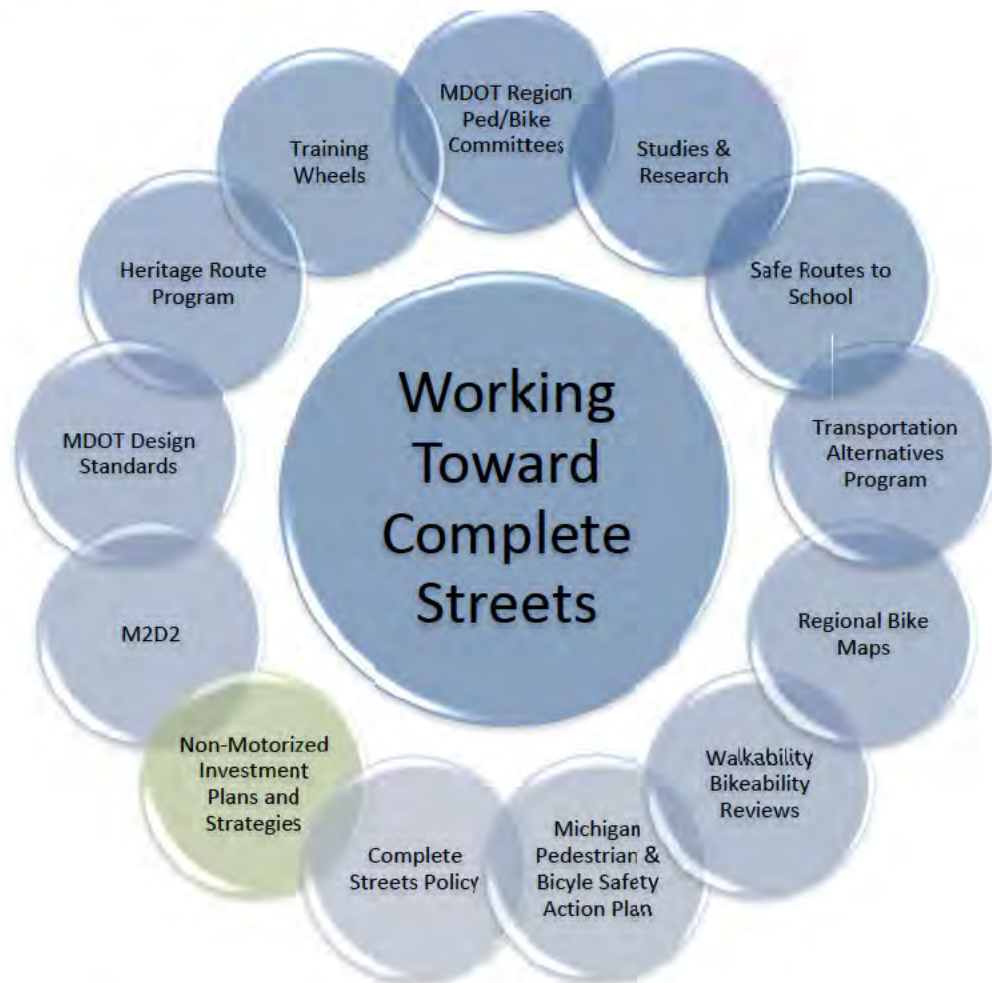 MDOT Region
Ped/Bike
Committees
Studies &
Research
Safe Routes to
School
Transportation
Alternatives
Program
Regional Bike
Maps
Walkability
Bikeability
Reviews
Michigan
Pedestrian &
Bicyle Safety
Action Plan
Complete
Streets Policy
Non-Motorized
Investment
Plans and
Strategies
M2D2
MDOT Design
Standards
Heritage Route
Program
Training
Wheels
Working
Toward
Complete
Streets